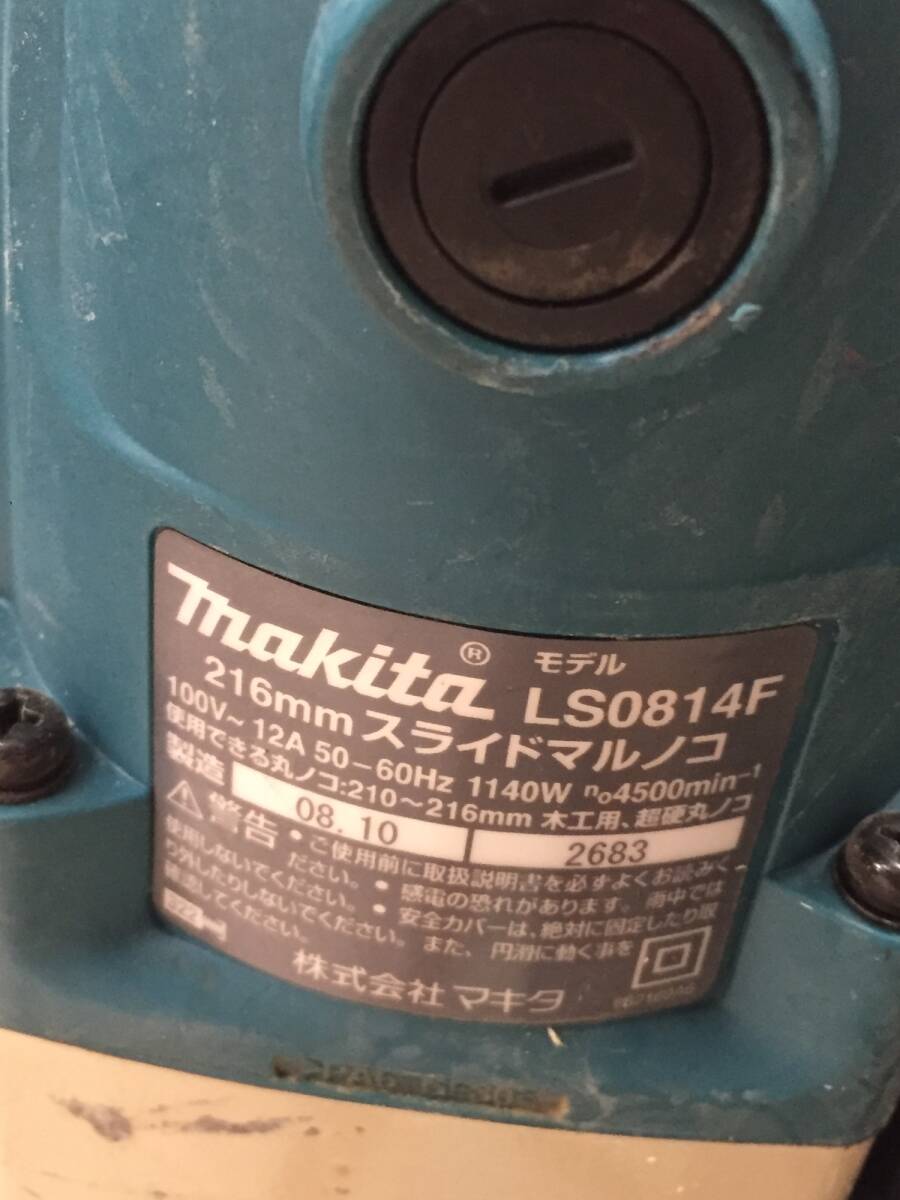 makita®
モデル
LS0814F
216mm スライドマルノコ
100V～ 12A 50－60Hz 1140W n₀4500min⁻¹
使用できる丸ノコ:210～216mm 木工用、超硬丸ノコ
製造 08. 10 2683
⚠ 警告
・ご使用前に取扱説明書を必ずよくお読みく
ださい。・感電の恐れがあります。雨中では
使用しないでください。・安全カバーは、絶対に固定したり取
り外したりしないでください。また、円滑に動く事を
確認してください。
株式会社 マキタ